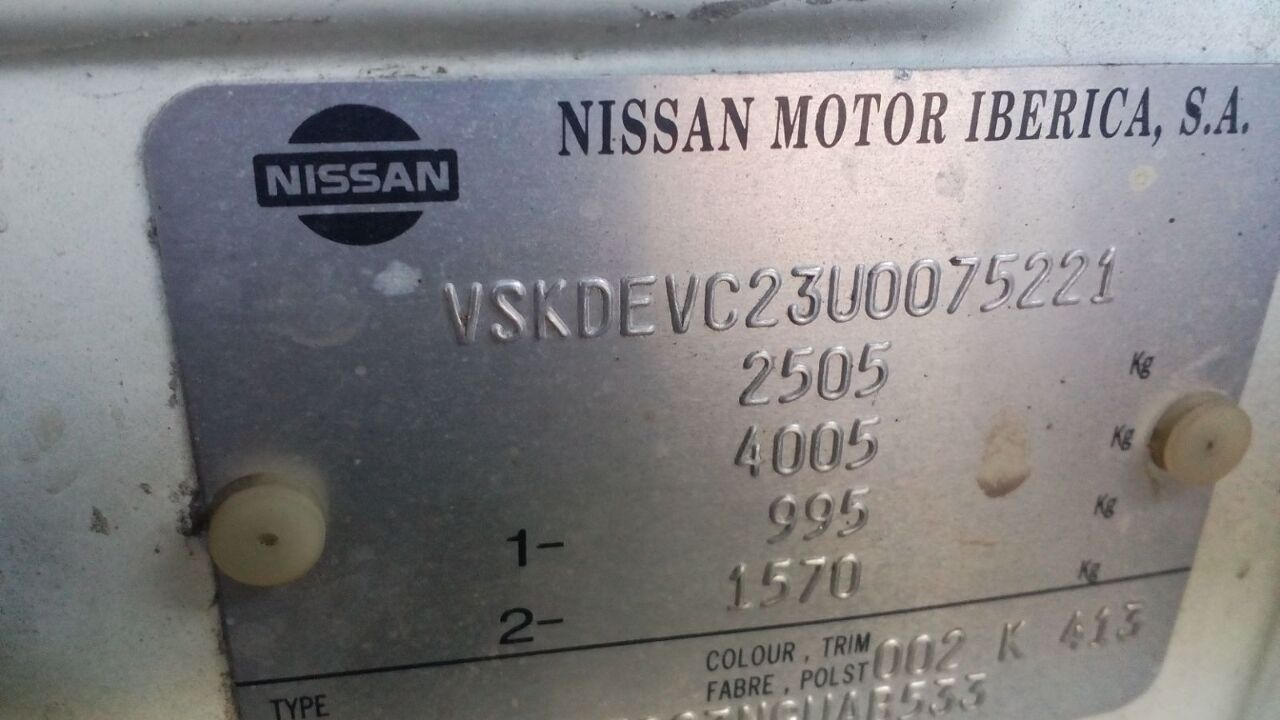 NISSAN
NISSAN MOTOR IBERICA, S.A.
VSKDEVC23U0075221
2505 Kg
4005 Kg
1- 995 Kg
2- 1570 Kg
COLOUR, TRIM 002 K 413
FABRE, POLST
TYPE